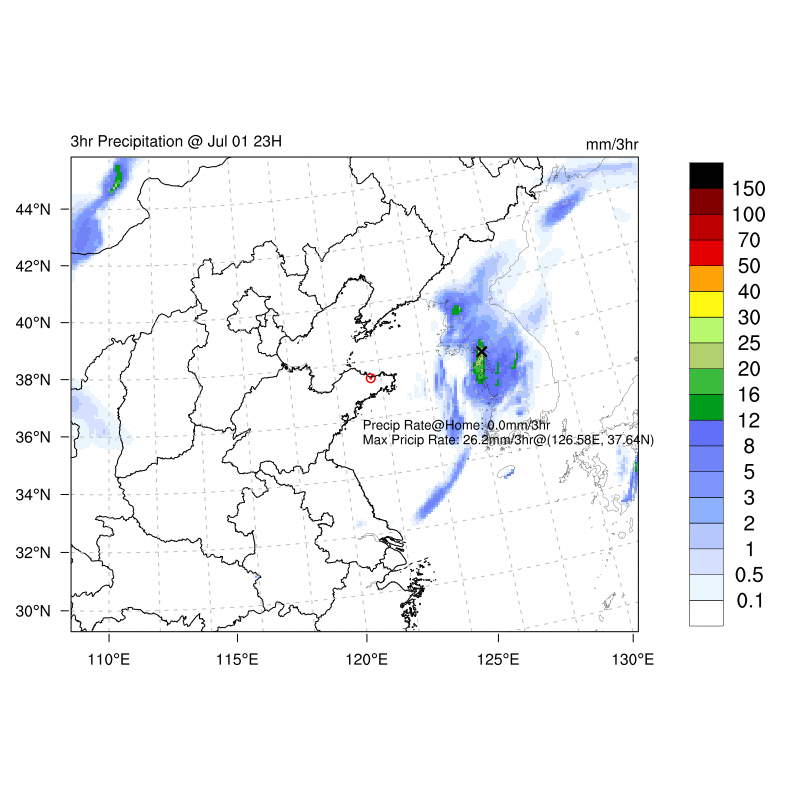 3hr Precipitation @ Jul 01 23H
mm/3hr
44°N
42°N
40°N
38°N
36°N
34°N
32°N
30°N
110°E
115°E
120°E
125°E
130°E
Precip Rate@Home: 0.0mm/3hr
Max Pricip Rate: 26.2mm/3hr@(126.58E, 37.64N)
150
100
70
50
40
30
25
20
16
12
8
5
3
2
1
0.5
0.1